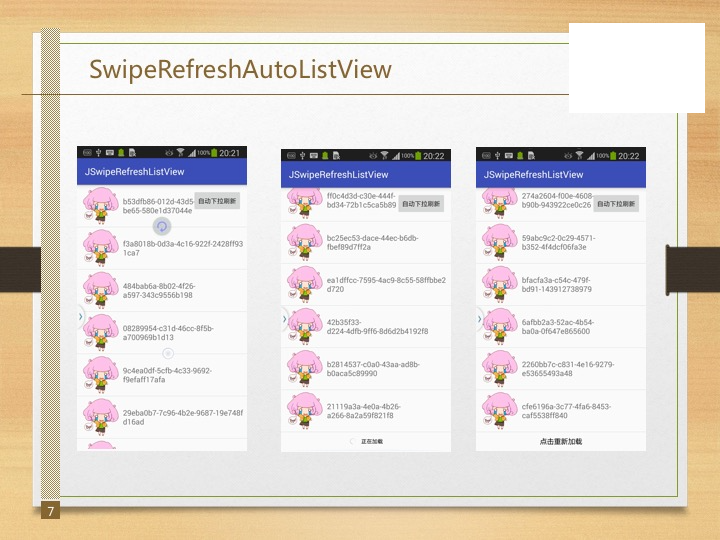 SwipeRefreshAutoListView
100% 20:21
JSwipeRefreshListView
b53dfb86-012d-43d5-
be65-580e1d37044e
自动下拉刷新
f3a8018b-0d3a-4c16-922f-2428ff93
1ca7
484bab6a-8b02-4f26-
a597-343c9556b198
08289954-c31d-46cc-8f5b-
a700969b1d13
9c4ea0df-5cfb-4c33-9692-
f9efaff17afa
29eba0b7-7c96-4b2e-9687-19e748f
d16ad
100% 20:22
JSwipeRefreshListView
ff0c4d3d-c30e-444f-
bd34-72b1c5ca5b89
自动下拉刷新
bc25ec53-dace-44ec-b6db-
fbef89d7ff2a
ea1dffcc-7595-4ac9-8c55-58ffbbe2
d720
42b35f33-
d224-4dfb-9ff6-8d6d2b4192f8
b2814537-c0a0-43aa-ad8b-
b0aca5c89990
21119a3a-4e0a-4b26-
a266-8a2a59f821f8
正在加载
100% 20:22
JSwipeRefreshListView
274a2604-f00e-4608-
b90b-943922ce0c26
自动下拉刷新
59abc9c2-0c29-4571-
b352-4f4dcf06fa3e
bfacfa3a-c54c-479f-
bd91-143912738979
6afbb2a3-52ac-4b54-
ba0a-0f647e865600
2260bb7c-c831-4e16-9279-
e53655493a48
cfe6196a-3c77-4fa6-8453-
caf5538ff840
点击重新加载
7